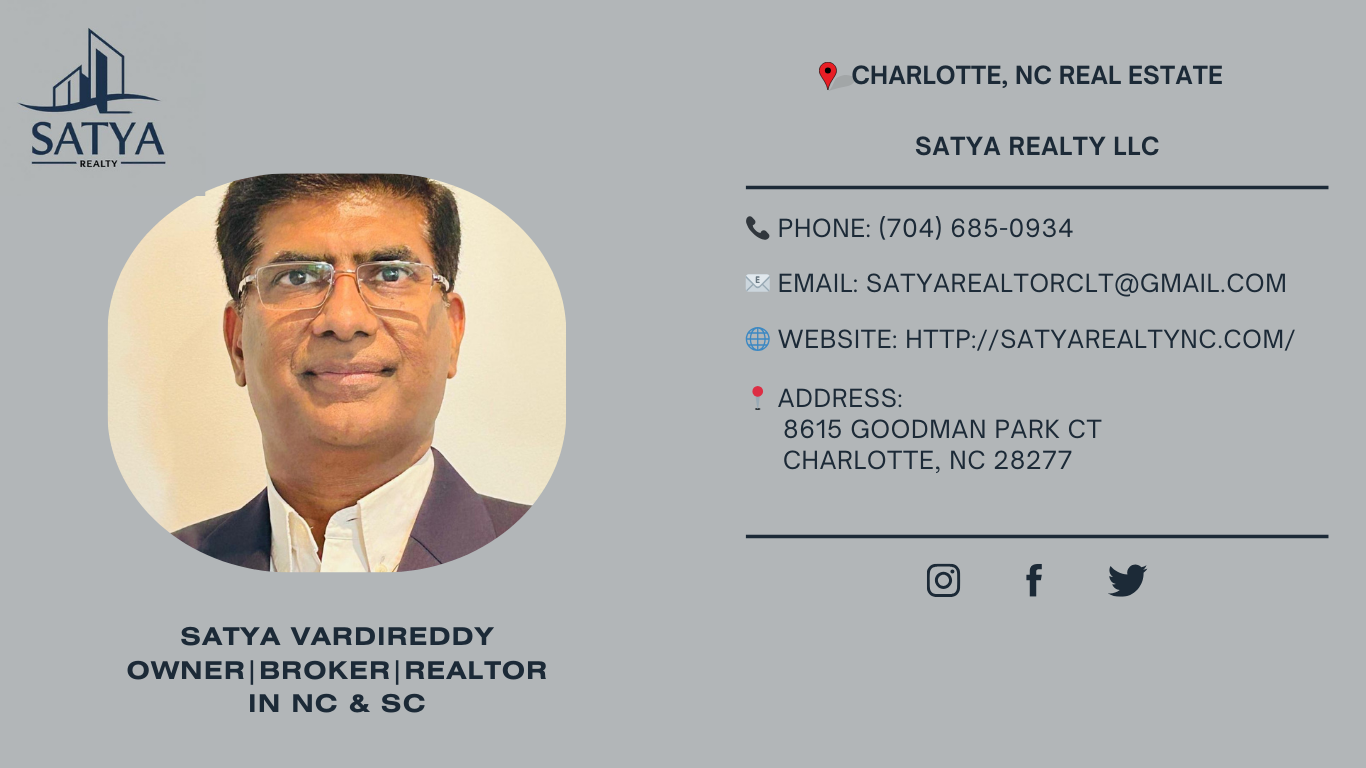 SATYA
REALTY
CHARLOTTE, NC REAL ESTATE
SATYA REALTY LLC
PHONE: (704) 685-0934
EMAIL: SATYAREALTORCLT@GMAIL.COM
WEBSITE: HTTP://SATYAREALTYNC.COM/
ADDRESS:
8615 GOODMAN PARK CT
CHARLOTTE, NC 28277
SATYA VARDIREDDY
OWNER|BROKER|REALTOR
IN NC & SC